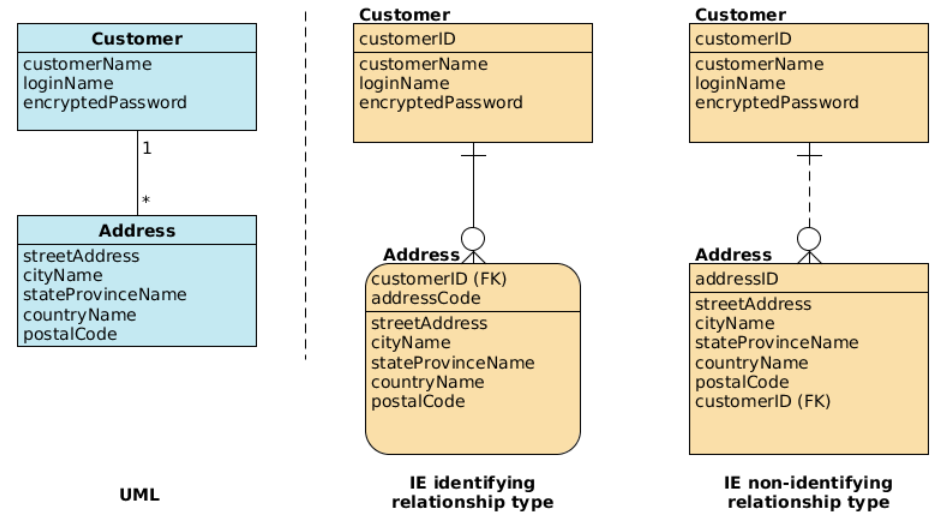 Customer
customerName
loginName
encryptedPassword
1
*
Address
streetAddress
cityName
stateProvinceName
countryName
postalCode
UML
Customer
customerID
customerName
loginName
encryptedPassword
Address
customerID (FK)
addressCode
streetAddress
cityName
stateProvinceName
countryName
postalCode
IE identifying
relationship type
Customer
customerID
customerName
loginName
encryptedPassword
Address
addressID
streetAddress
cityName
stateProvinceName
countryName
postalCode
customerID (FK)
IE non-identifying
relationship type